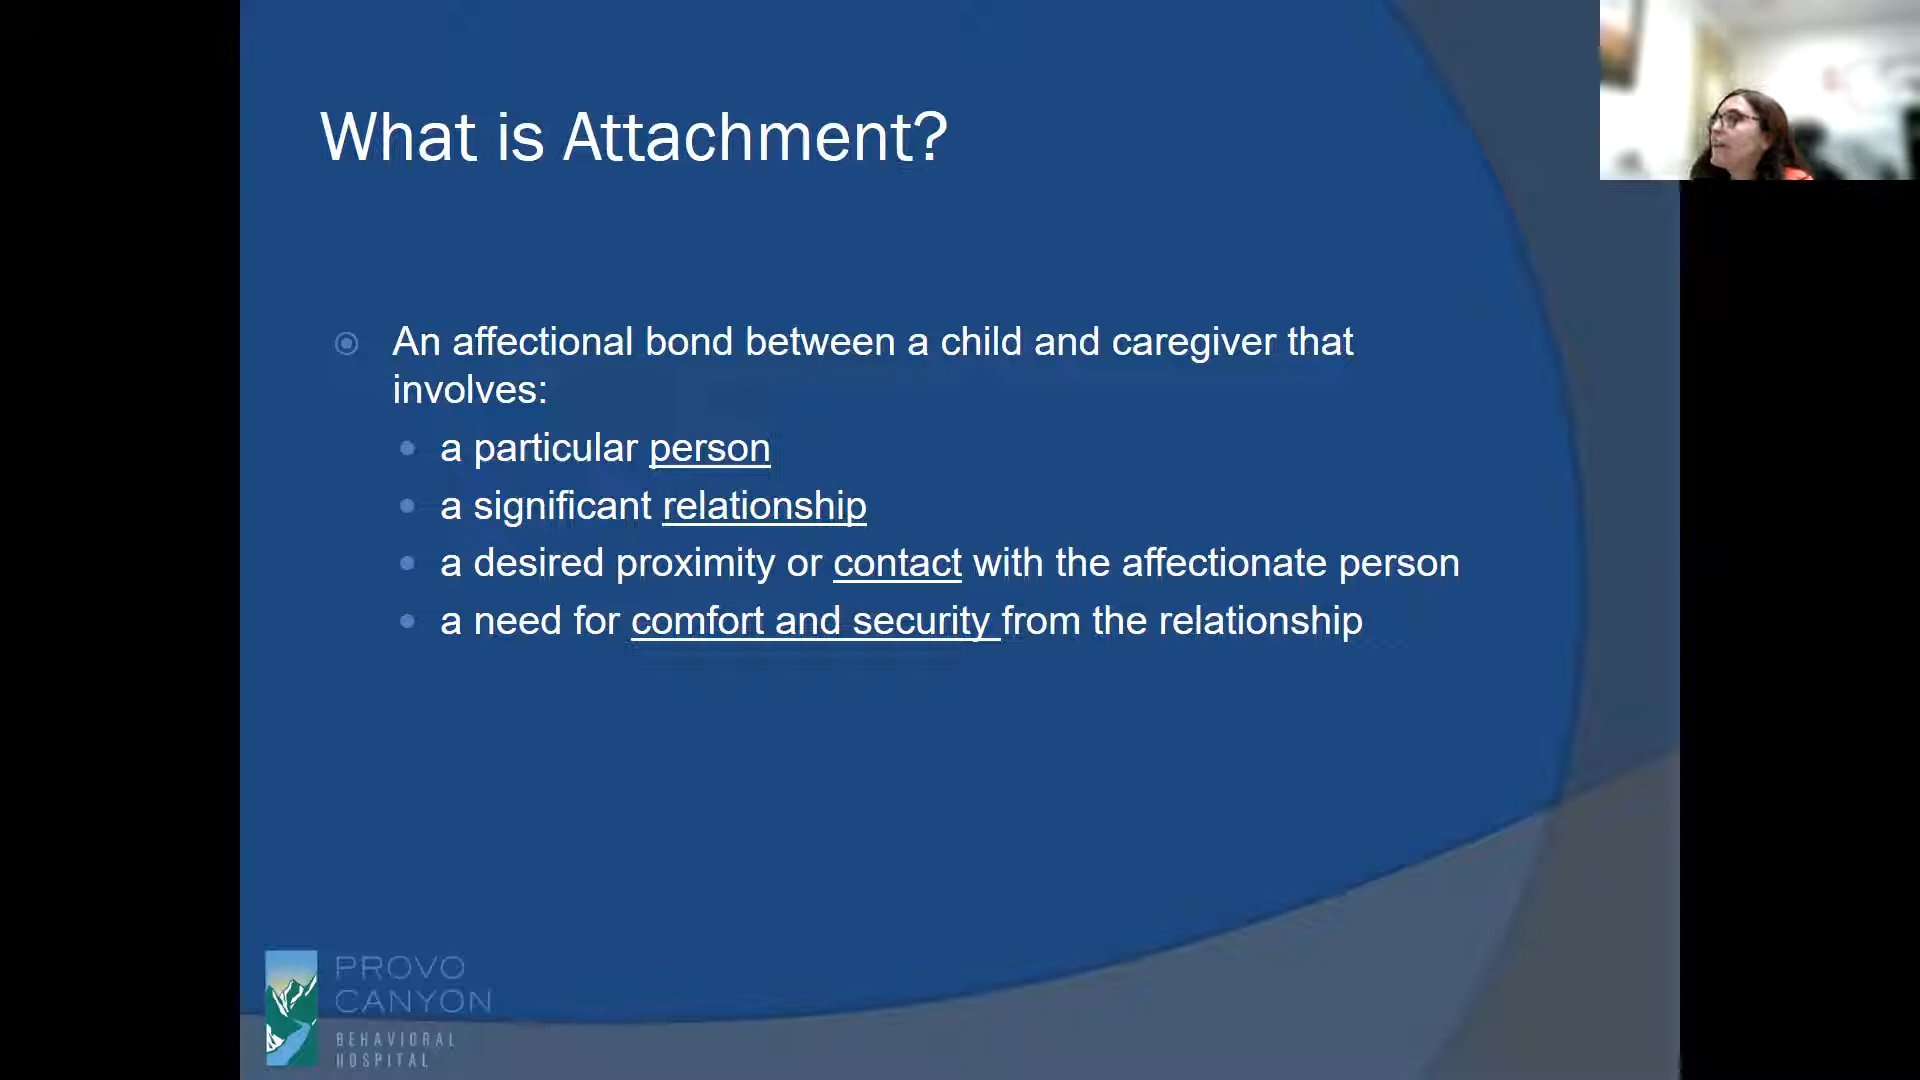 What is Attachment?
An affectional bond between a child and caregiver that
involves:
a particular person
a significant relationship
a desired proximity or contact with the affectionate person
a need for comfort and security from the relationship
PROVO
CANYON
BEHAVIORAL
HOSPITAL